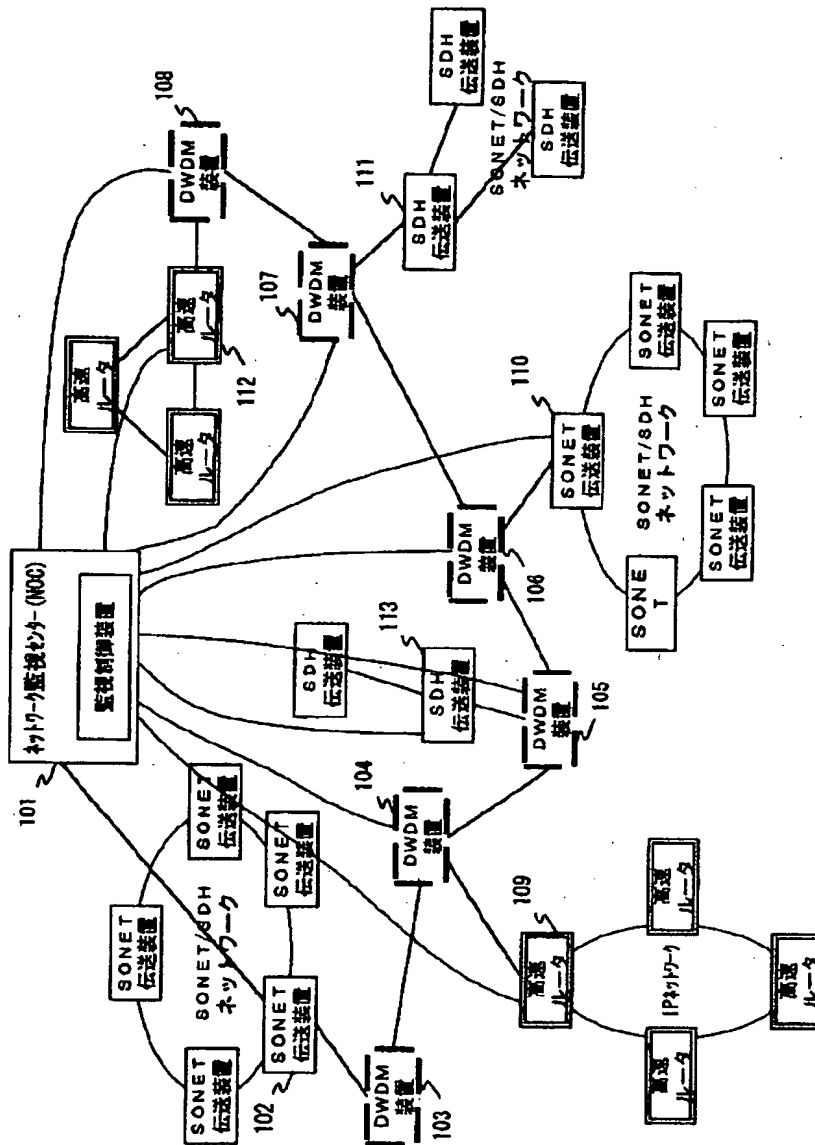 ネットワーク監視センター(NOC)
監視制御装置
101
SONET
伝送装置
SONET
伝送装置
SONET
伝送装置
SONET
伝送装置
SONET
伝送装置
SONET/SDH
ネットワーク
102
DWDM
装置
103
DWDM
装置
104
DWDM
装置
105
DWDM
装置
106
DWDM
装置
107
DWDM
装置
108
高速
ルータ
109
高速
ルータ
高速
ルータ
高速
ルータ
IPネットワーク
SDH
伝送装置
SDH
伝送装置
113
SONET
伝送装置
110
SONE
T
SONET
伝送装置
SONET
伝送装置
SONET
伝送装置
SONET/SDH
ネットワーク
SDH
伝送装置
111
SDH
伝送装置
SDH
伝送装置
SONET/SDH
ネットワーク
高速
ルータ
高速
ルータ
高速
ルータ
112